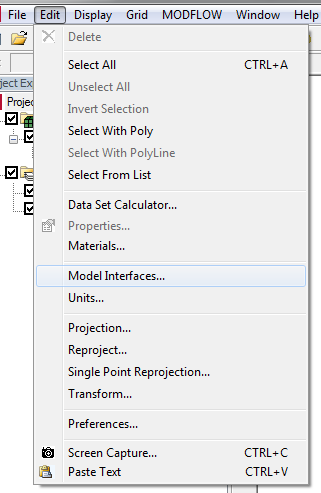 File Edit Display Grid MODFLOW Window Help
Delete
Select All CTRL+A
Unselect All
Invert Selection
Select With Poly
Select With PolyLine
Select From List
Data Set Calculator...
Properties...
Materials...
Model Interfaces...
Units...
Projection...
Reproject...
Single Point Reprojection...
Transform...
Preferences...
Screen Capture... CTRL+C
Paste Text CTRL+V
ject Ex
Projec